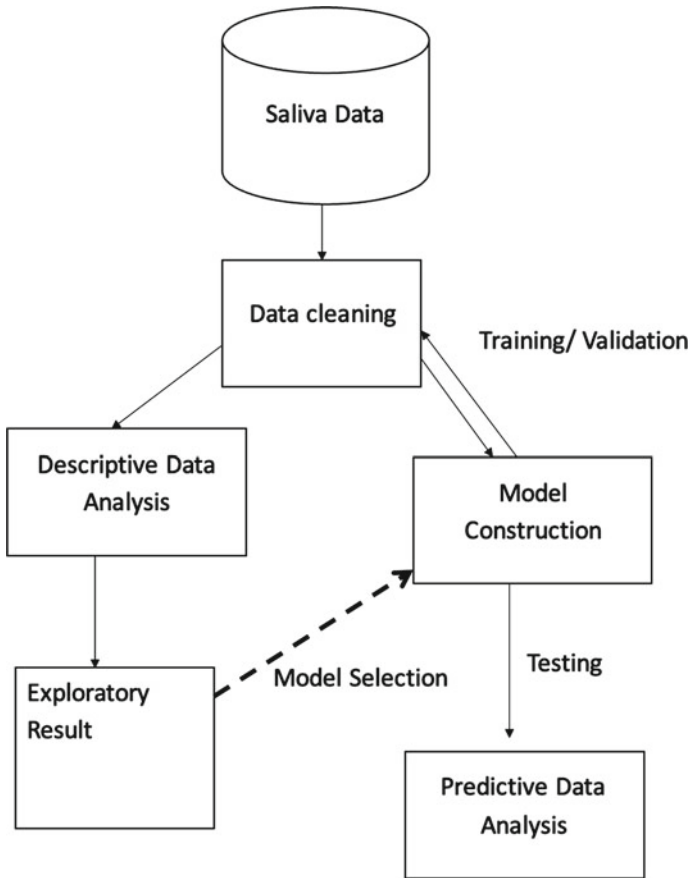 Saliva Data
Data cleaning
Training/ Validation
Descriptive Data
Analysis
Model
Construction
Model Selection
Testing
Exploratory
Result
Predictive Data
Analysis